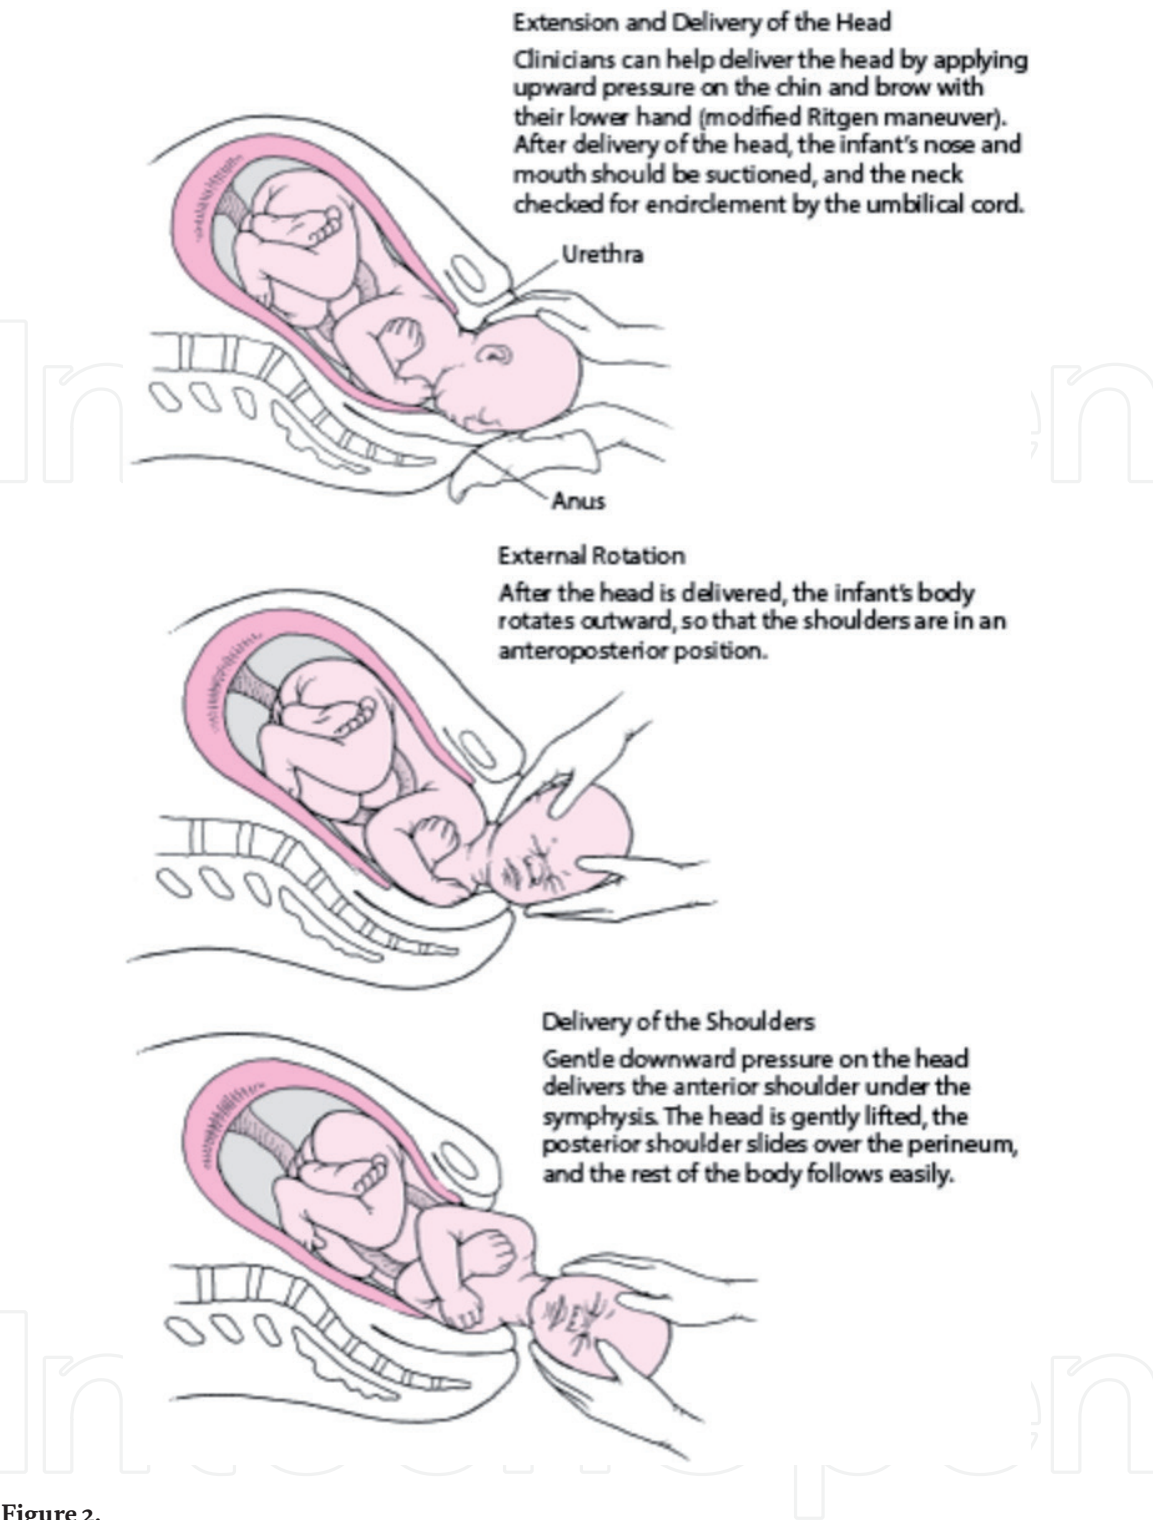 Extension and Delivery of the Head
Clinicians can help deliver the head by applying
upward pressure on the chin and brow with
their lower hand (modified Ritgen maneuver).
After delivery of the head, the infant's nose and
mouth should be suctioned, and the neck
checked for encirclement by the umbilical cord.
Urethra
Anus
External Rotation
After the head is delivered, the infant's body
rotates outward, so that the shoulders are in an
anteroposterior position.
Delivery of the Shoulders
Gentle downward pressure on the head
delivers the anterior shoulder under the
symphysis. The head is gently lifted, the
posterior shoulder slides over the perineum,
and the rest of the body follows easily.
Figure 2.